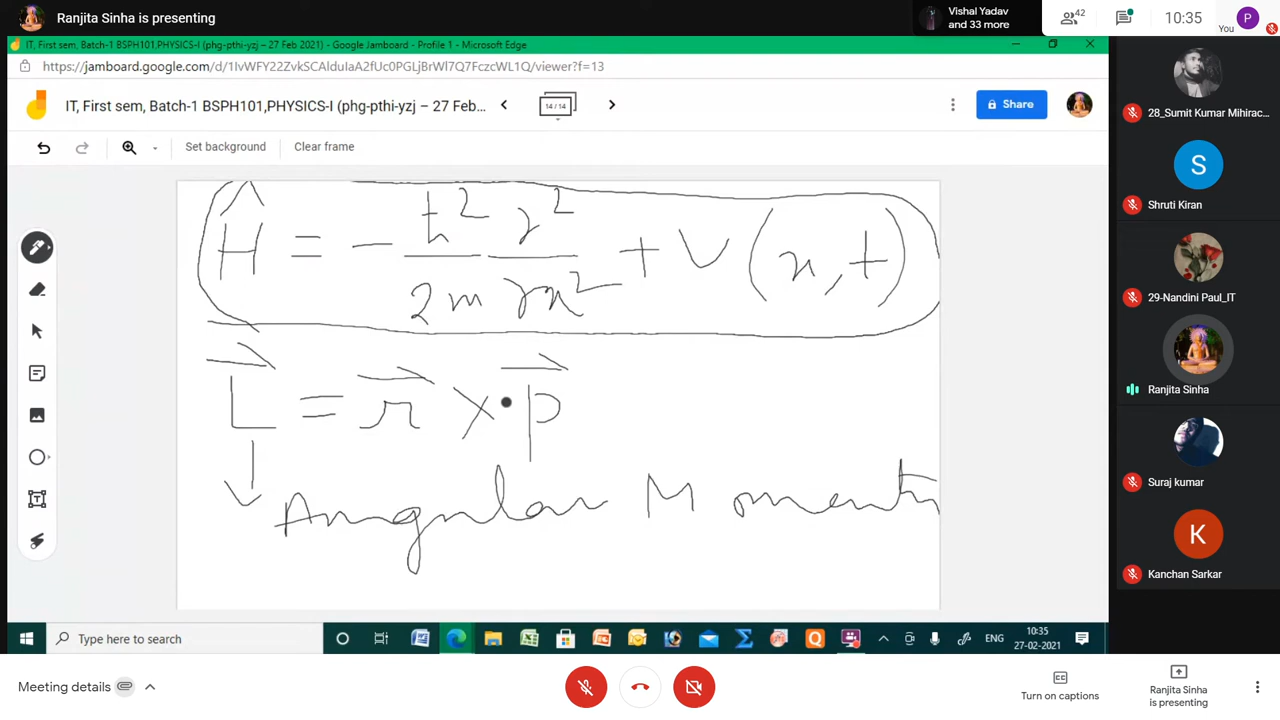 Ranjita Sinha is presenting
Vishal Yadav
and 33 more
42
10:35
P
You
IT, First sem, Batch-1 BSPH101,PHYSICS-I (phg-pthi-yzj – 27 Feb 2021) - Google Jamboard - Profile 1 - Microsoft Edge
https://jamboard.google.com/d/1IvWFY22ZvkSCAlduIaA2fUc0PGLjBrWl7Q7FczcWL1Q/viewer?f=13
IT, First sem, Batch-1 BSPH101,PHYSICS-I (phg-pthi-yzj – 27 Feb...
14 / 14
Share
Set background
Clear frame
Ĥ = - ℏ² ∂² / 2m ∂x² + V (x, t)
L⃗ = r⃗ × p⃗
Angular Moment
28_Sumit Kumar Mihirac...
S
Shruti Kiran
29-Nandini Paul_IT
Ranjita Sinha
Suraj kumar
K
Kanchan Sarkar
Type here to search
ENG
10:35
27-02-2021
Meeting details
Turn on captions
Ranjita Sinha
is presenting